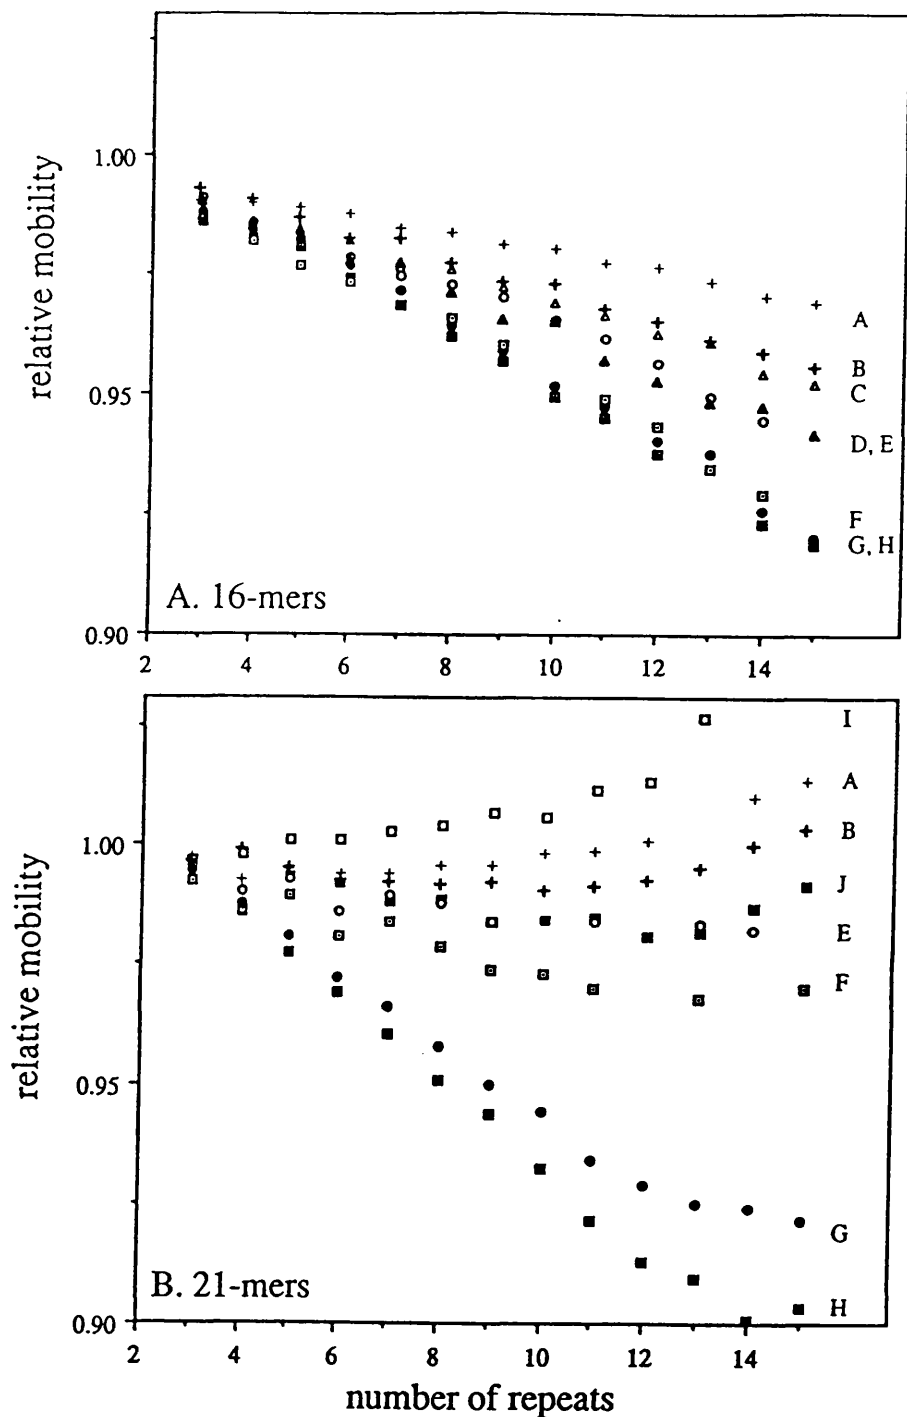 relative mobility
1.00
0.95
0.90
A
B
C
D, E
F
G, H
A. 16-mers
2 4 6 8 10 12 14
relative mobility
1.00
0.95
0.90
I
A
B
J
E
F
G
H
B. 21-mers
2 4 6 8 10 12 14
number of repeats